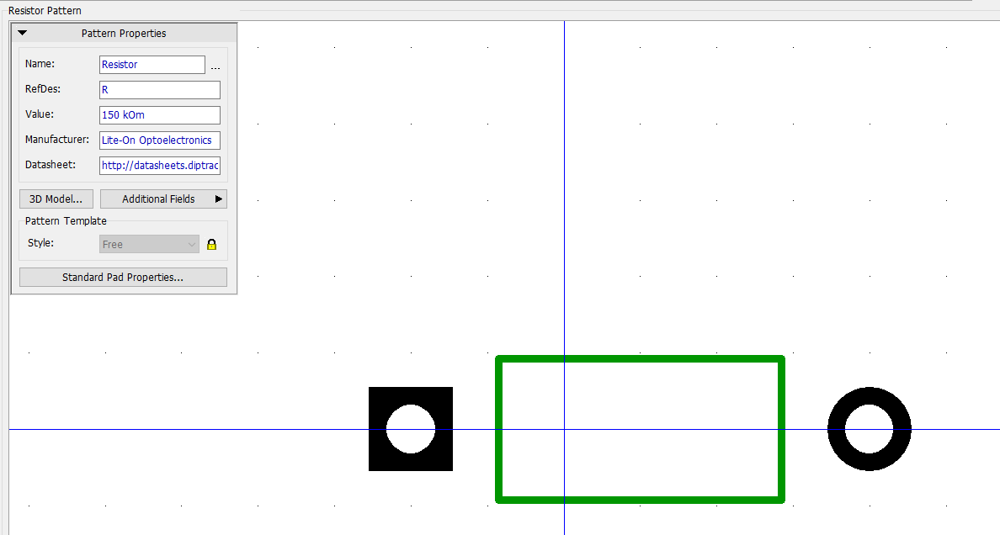 Resistor Pattern
Pattern Properties
Name: Resistor ...
RefDes: R
Value: 150 kOm
Manufacturer: Lite-On Optoelectronics
Datasheet: http://datasheets.diptrac
3D Model... Additional Fields
Pattern Template
Style: Free
Standard Pad Properties...